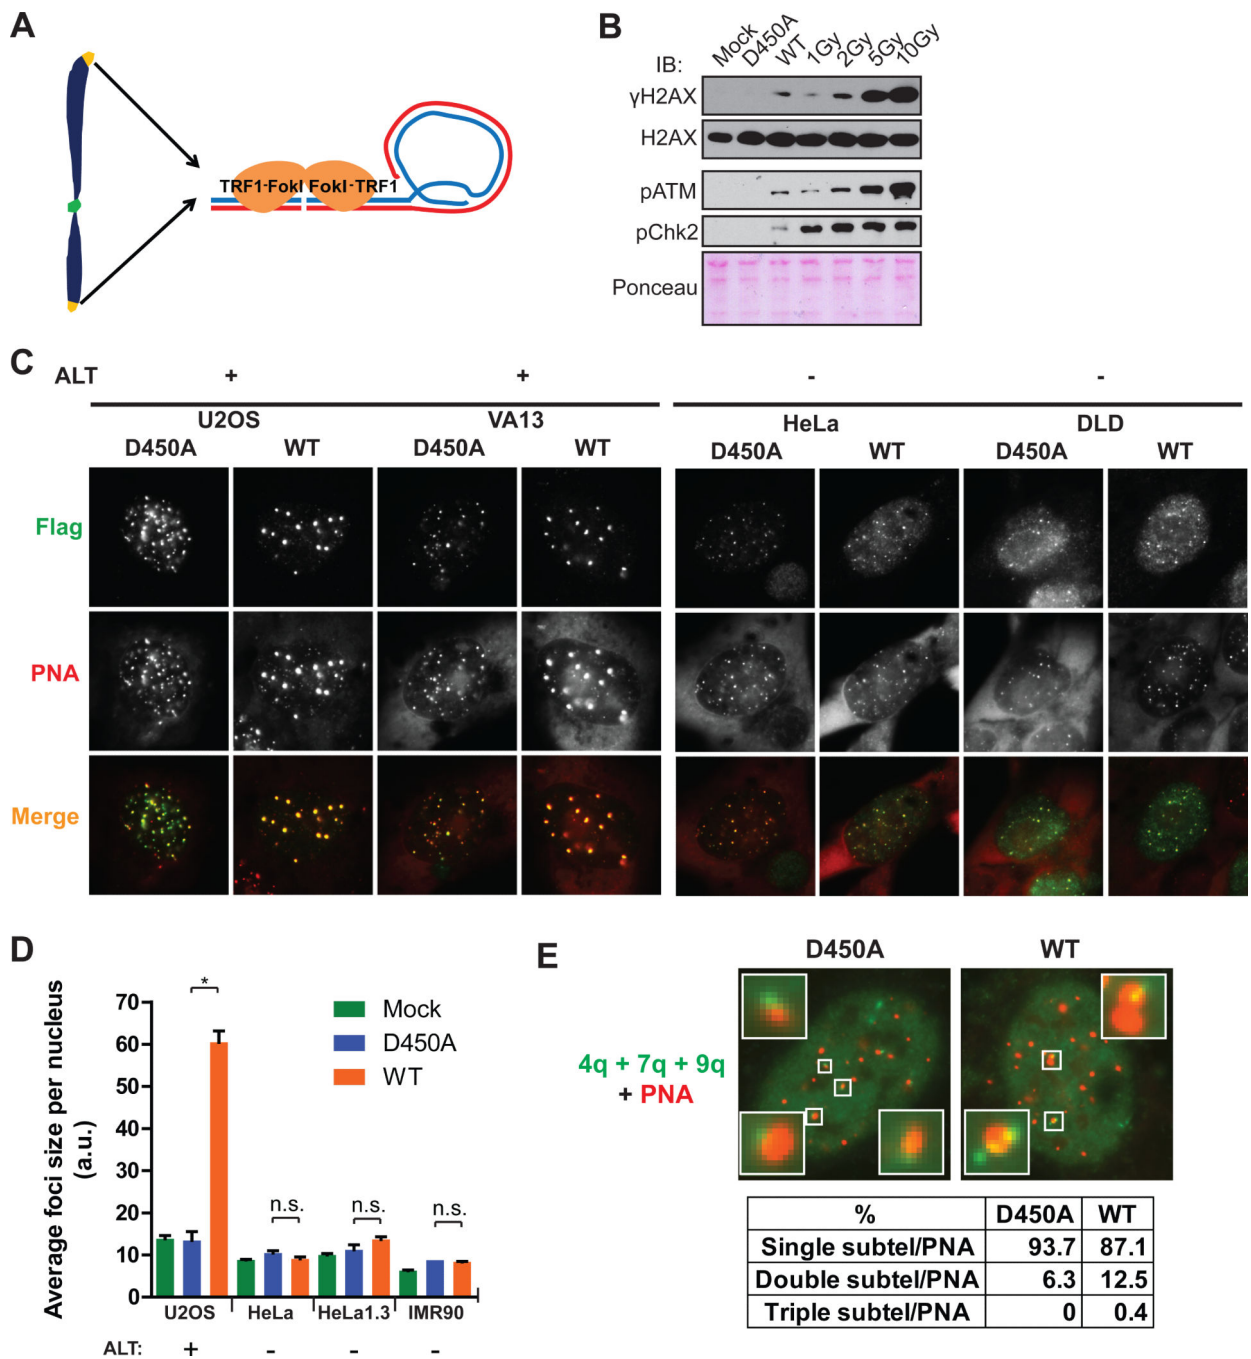 A
TRF1-FokI FokI-TRF1
B
IB:
Mock
D450A
WT
1Gy
2Gy
5Gy
10Gy
γH2AX
H2AX
pATM
pChk2
Ponceau
C
ALT + + - -
U2OS VA13 HeLa DLD
D450A WT D450A WT D450A WT D450A WT
Flag
PNA
Merge
D
Average foci size per nucleus
(a.u.)
70
60
50
40
30
20
10
0
*
n.s.
n.s.
n.s.
Mock
D450A
WT
U2OS HeLa HeLa1.3 IMR90
ALT: + - - -
E
D450A WT
4q + 7q + 9q
+ PNA
% D450A WT
Single subtel/PNA 93.7 87.1
Double subtel/PNA 6.3 12.5
Triple subtel/PNA 0 0.4